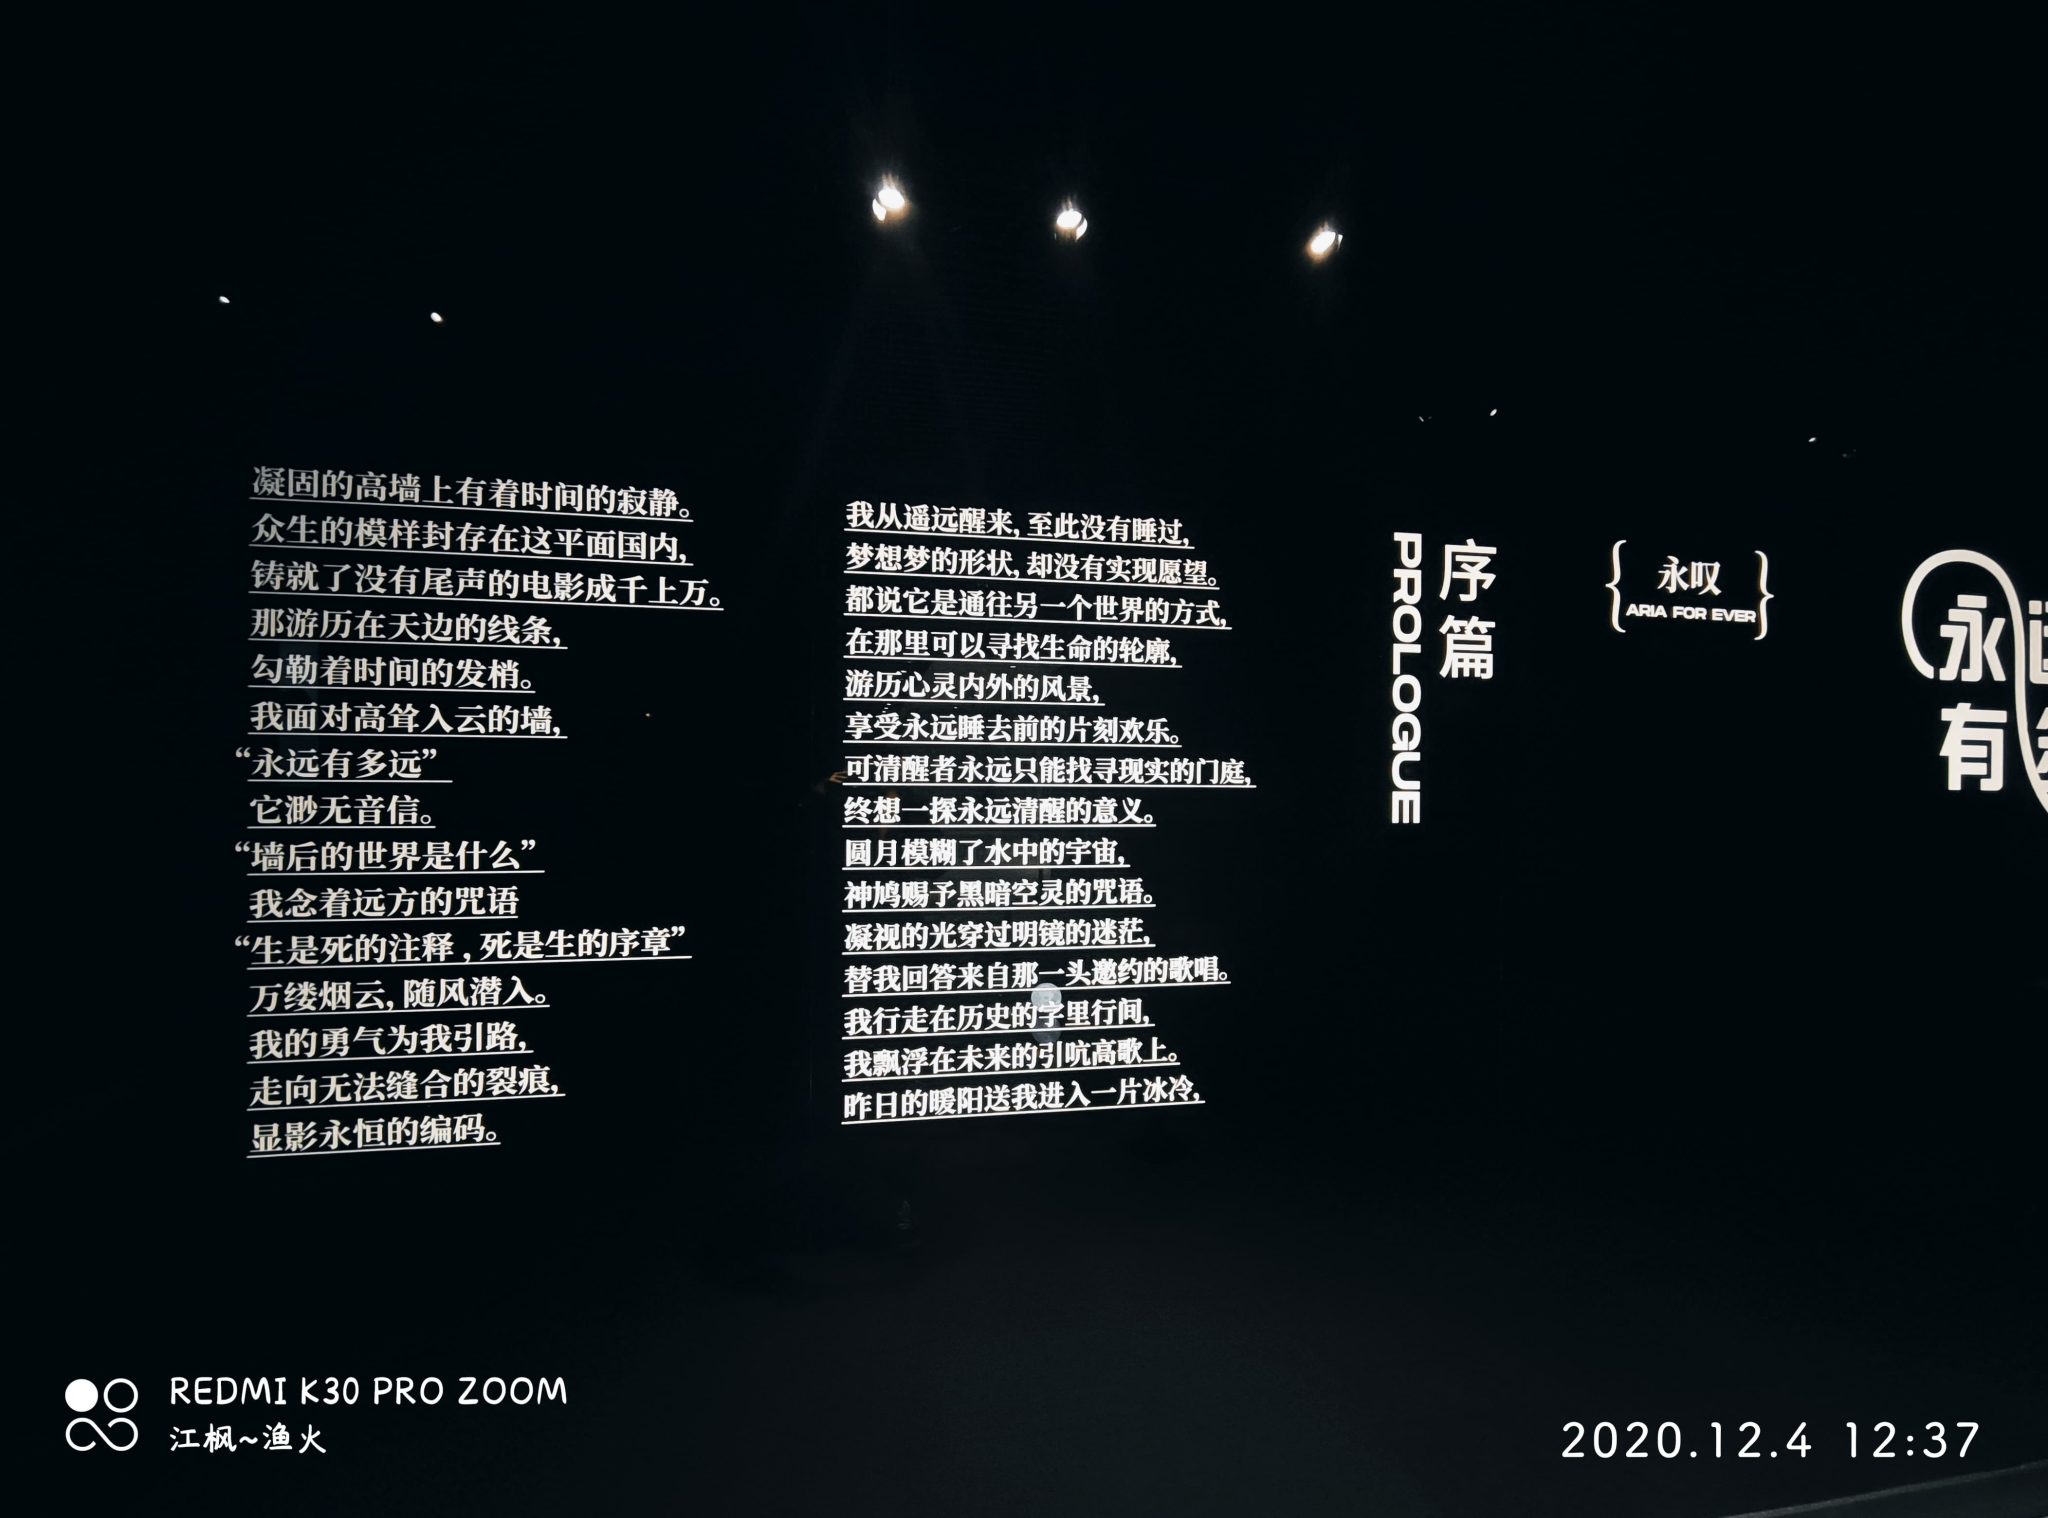 凝固的高墙上有着时间的寂静。
众生的模样封存在这平面国内,
铸就了没有尾声的电影成千上万。
那游历在天边的线条,
勾勒着时间的发梢。
我面对高耸入云的墙,
“永远有多远”
它渺无音信。
“墙后的世界是什么”
我念着远方的咒语
“生是死的注释,死是生的序章”
万缕烟云,随风潜入。
我的勇气为我引路,
走向无法缝合的裂痕,
显影永恒的编码。
我从遥远醒来,至此没有睡过,
梦想梦的形状,却没有实现愿望。
都说它是通往另一个世界的方式,
在那里可以寻找生命的轮廓,
游历心灵内外的风景,
享受永远睡去前的片刻欢乐。
可清醒者永远只能找寻现实的门庭,
终想一探永远清醒的意义。
圆月模糊了水中的宇宙,
神鸠赐予黑暗空灵的咒语。
凝视的光穿过明镜的迷茫,
替我回答来自那一头邀约的歌唱。
我行走在历史的字里行间,
我飘浮在未来的引吭高歌上。
昨日的暖阳送我进入一片冰冷,
序篇
PROLOGUE
{永叹}
ARIA FOR EVER
永
有
REDMI K30 PRO ZOOM
江枫~渔火
2020.12.4 12:37